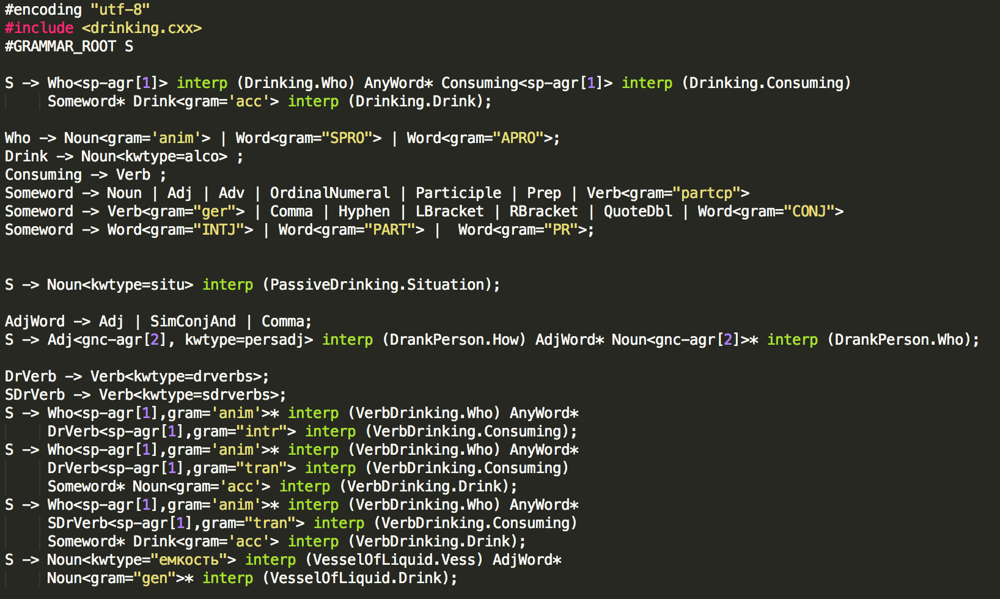 #encoding "utf-8"
#include <drinking.cxx>
#GRAMMAR_ROOT S
S -> Who<sp-agr[1]> interp (Drinking.Who) AnyWord* Consuming<sp-agr[1]> interp (Drinking.Consuming)
Someword* Drink<gram='acc'> interp (Drinking.Drink);
Who -> Noun<gram='anim'> | Word<gram="SPRO"> | Word<gram="APRO">;
Drink -> Noun<kwtype=alco> ;
Consuming -> Verb ;
Someword -> Noun | Adj | Adv | OrdinalNumeral | Participle | Prep | Verb<gram="partcp">
Someword -> Verb<gram="ger"> | Comma | Hyphen | LBracket | RBracket | QuoteDbl | Word<gram="CONJ">
Someword -> Word<gram="INTJ"> | Word<gram="PART"> |  Word<gram="PR">;
S -> Noun<kwtype=situ> interp (PassiveDrinking.Situation);
AdjWord -> Adj | SimConjAnd | Comma;
S -> Adj<gnc-agr[2], kwtype=persadj> interp (DrankPerson.How) AdjWord* Noun<gnc-agr[2]>* interp (DrankPerson.Who);
DrVerb -> Verb<kwtype=drverbs>;
SDrVerb -> Verb<kwtype=sdrverbs>;
S -> Who<sp-agr[1],gram='anim'>* interp (VerbDrinking.Who) AnyWord*
DrVerb<sp-agr[1],gram="intr"> interp (VerbDrinking.Consuming);
S -> Who<sp-agr[1],gram='anim'>* interp (VerbDrinking.Who) AnyWord*
DrVerb<sp-agr[1],gram="tran"> interp (VerbDrinking.Consuming)
Someword* Noun<gram='acc'> interp (VerbDrinking.Drink);
S -> Who<sp-agr[1],gram='anim'>* interp (VerbDrinking.Who) AnyWord*
SDrVerb<sp-agr[1],gram="tran"> interp (VerbDrinking.Consuming)
Someword* Drink<gram='acc'> interp (VerbDrinking.Drink);
S -> Noun<kwtype="емкость"> interp (VesselOfLiquid.Vess) AdjWord*
Noun<gram="gen">* interp (VesselOfLiquid.Drink);